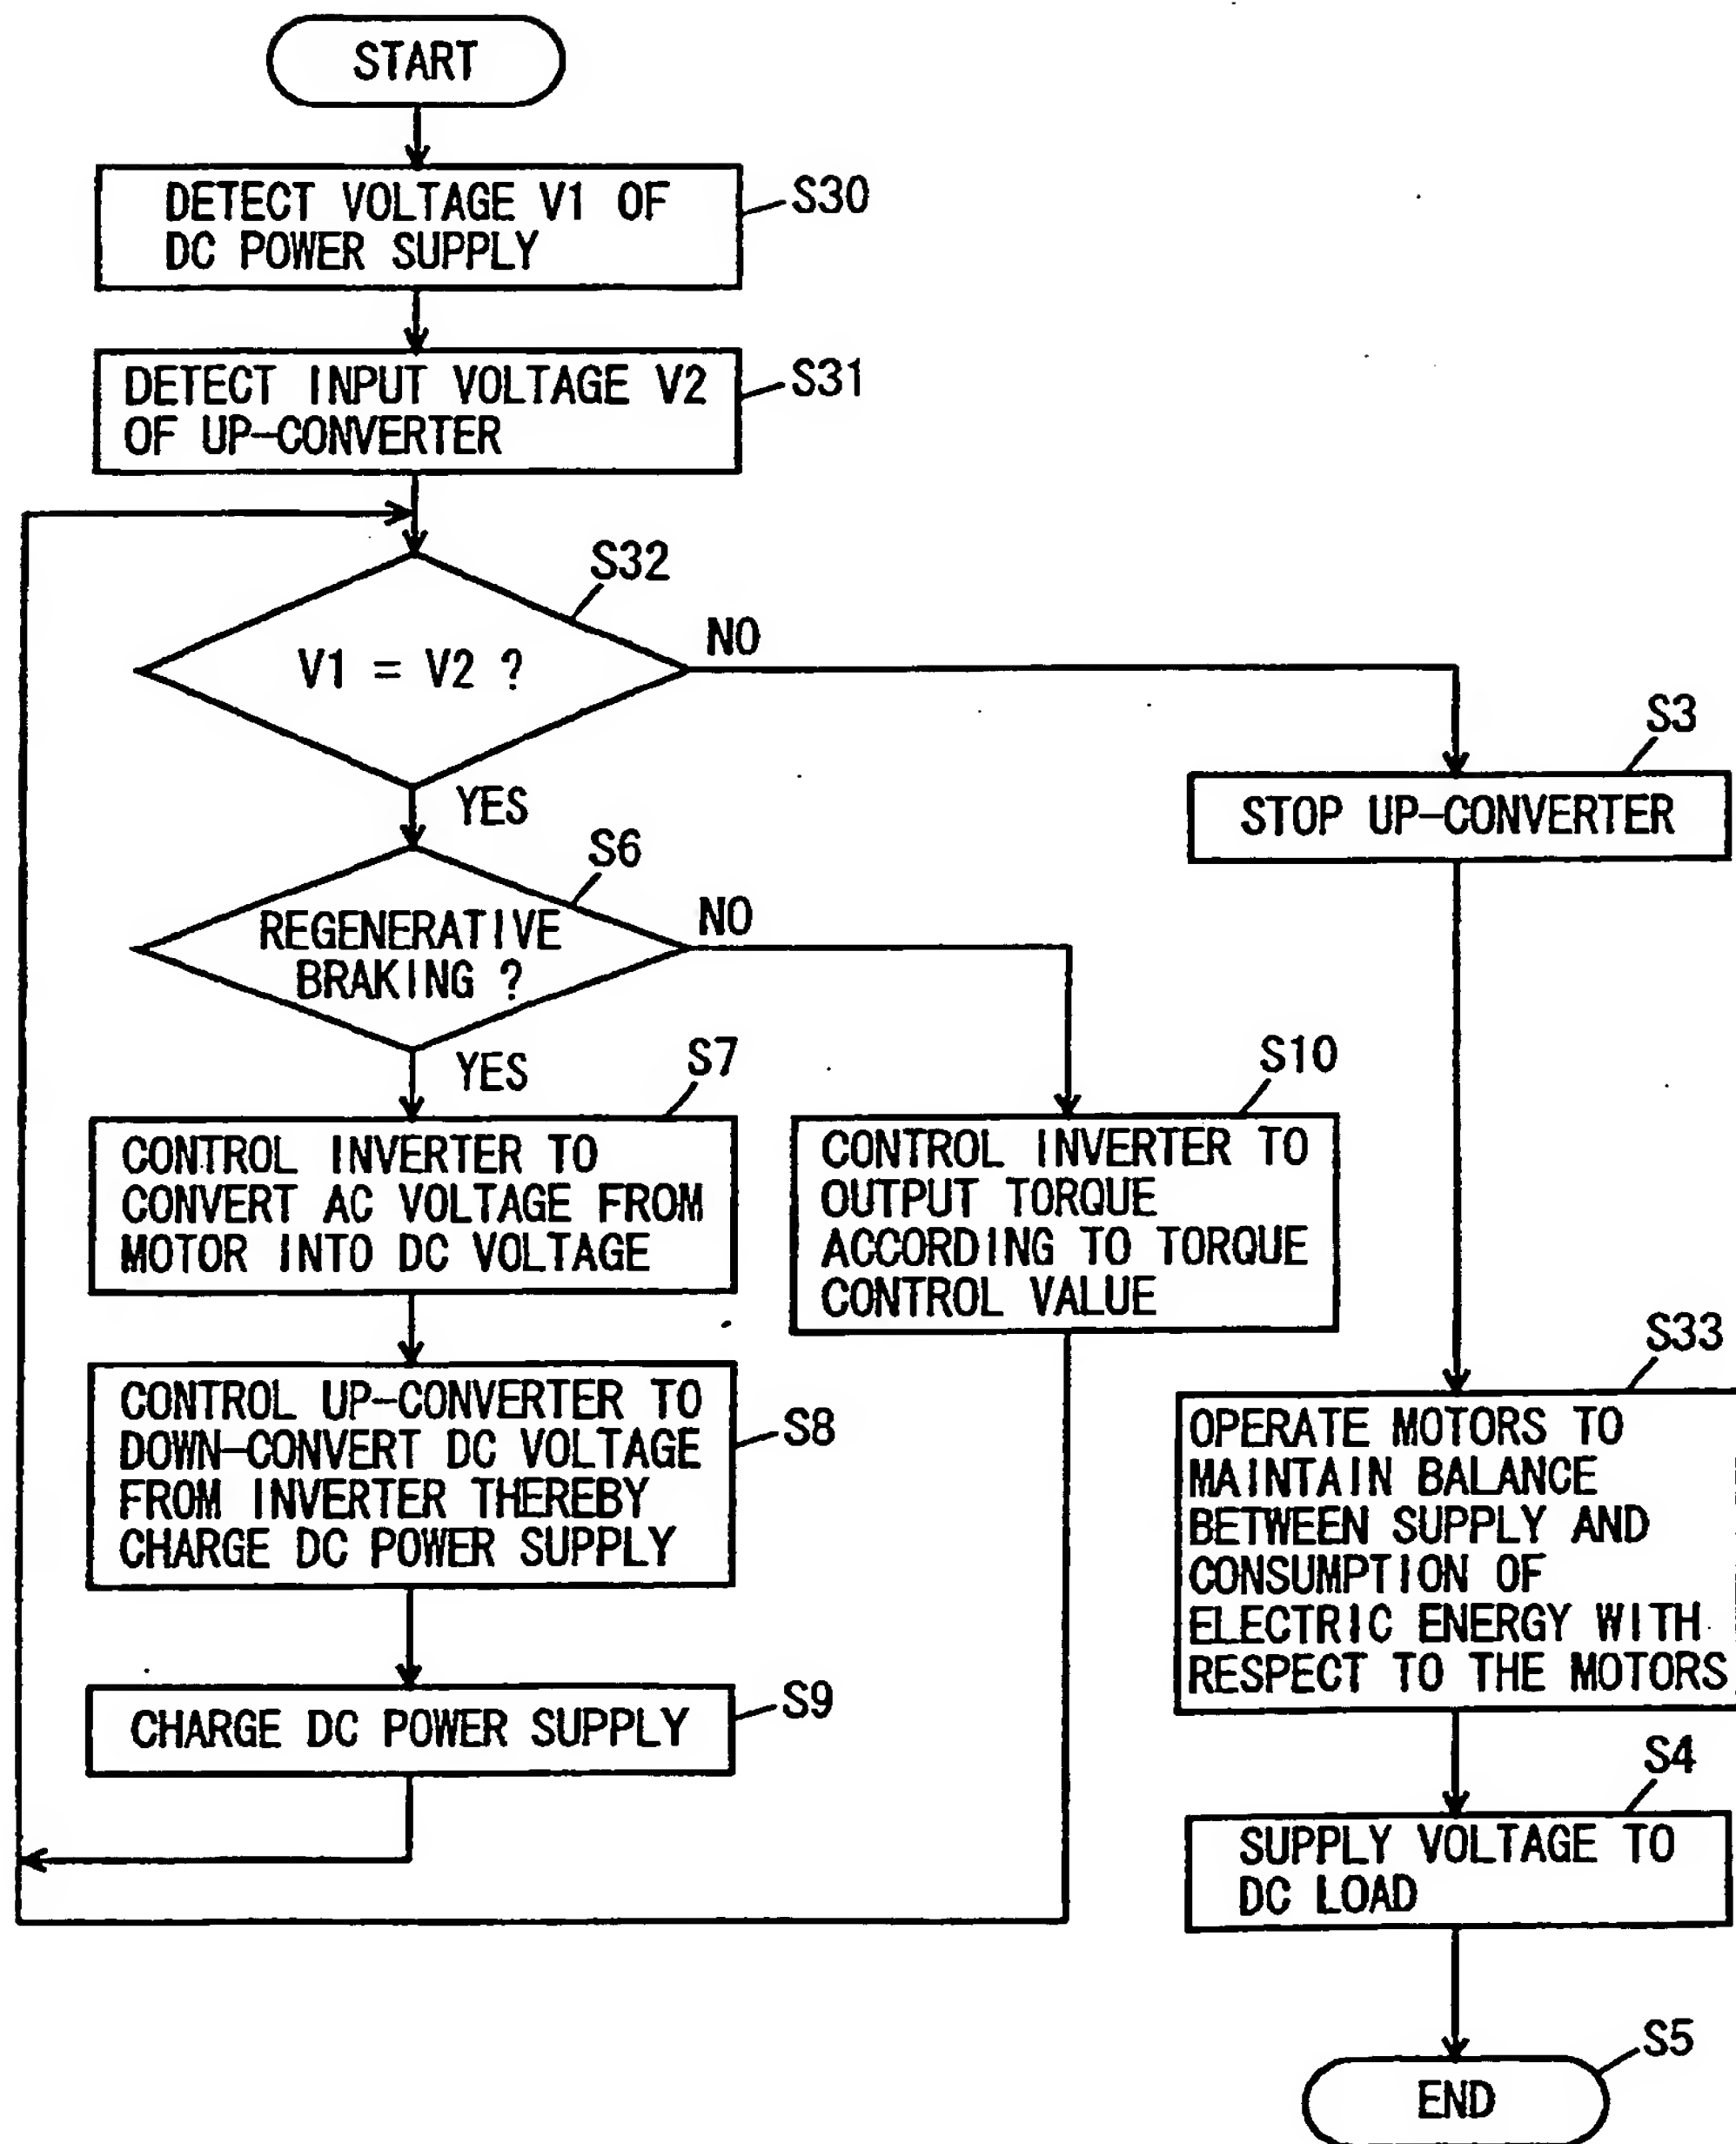 START
DETECT VOLTAGE V1 OF
DC POWER SUPPLY
S30
DETECT INPUT VOLTAGE V2
OF UP-CONVERTER
S31
S32
V1 = V2 ?
NO
YES
S3
STOP UP-CONVERTER
S6
REGENERATIVE
BRAKING ?
NO
YES
S7
CONTROL INVERTER TO
CONVERT AC VOLTAGE FROM
MOTOR INTO DC VOLTAGE
S10
CONTROL INVERTER TO
OUTPUT TORQUE
ACCORDING TO TORQUE
CONTROL VALUE
CONTROL UP-CONVERTER TO
DOWN-CONVERT DC VOLTAGE
FROM INVERTER THEREBY
CHARGE DC POWER SUPPLY
S8
S33
OPERATE MOTORS TO
MAINTAIN BALANCE
BETWEEN SUPPLY AND
CONSUMPTION OF
ELECTRIC ENERGY WITH
RESPECT TO THE MOTORS
CHARGE DC POWER SUPPLY
S9
S4
SUPPLY VOLTAGE TO
DC LOAD
S5
END